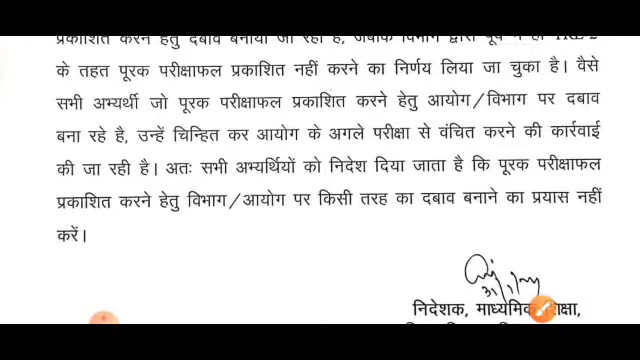 प्रकाशित करने हेतु दबाव बनाया जा रहा है, जबकि विभाग द्वारा पूर्व में ही TRE-2
के तहत पूरक परीक्षाफल प्रकाशित नहीं करने का निर्णय लिया जा चुका है। वैसे
सभी अभ्यर्थी जो पूरक परीक्षाफल प्रकाशित करने हेतु आयोग/विभाग पर दबाव
बना रहे है, उन्हें चिन्हित कर आयोग के अगले परीक्षा से वंचित करने की कार्रवाई
की जा रही है। अतः सभी अभ्यर्थियों को निदेश दिया जाता है कि पूरक परीक्षाफल
प्रकाशित करने हेतु विभाग/आयोग पर किसी तरह का दबाव बनाने का प्रयास नहीं
करें।
निदेशक, माध्यमिक शिक्षा,